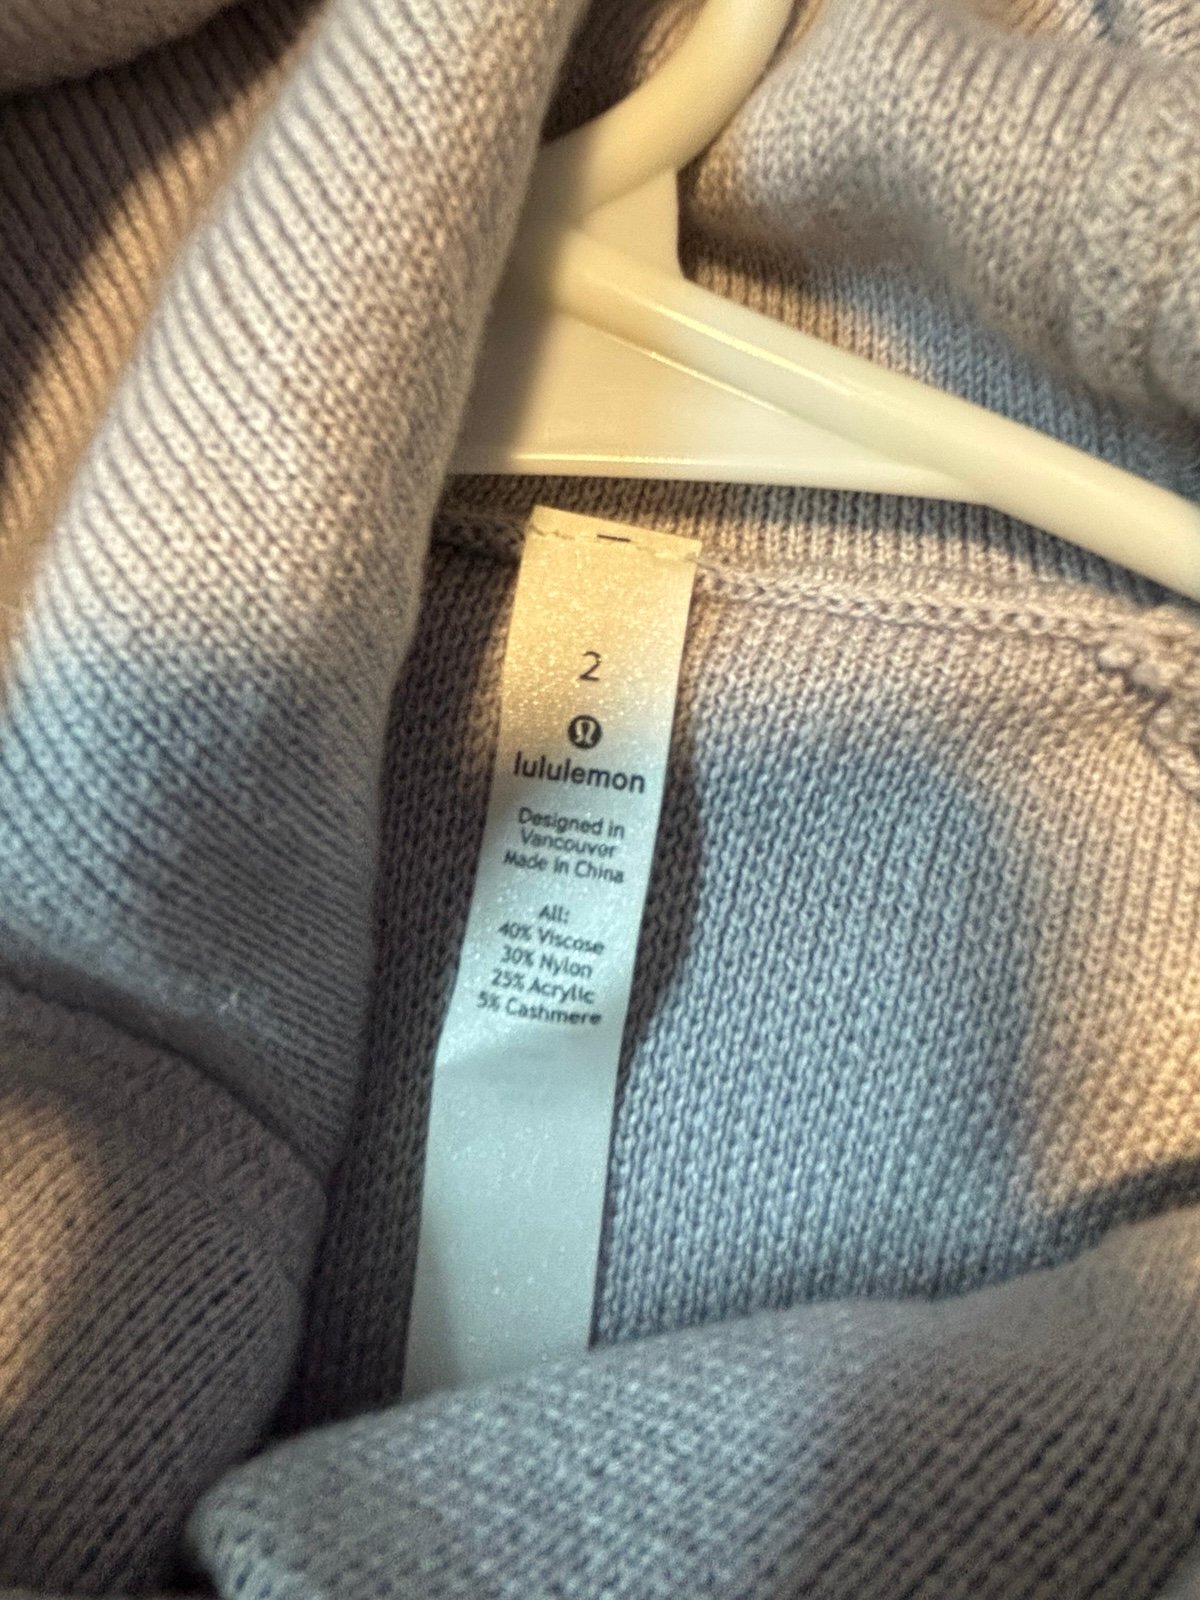 2
lululemon
Designed in
Vancouver
Made in China
All:
40% Viscose
30% Nylon
25% Acrylic
5% Cashmere